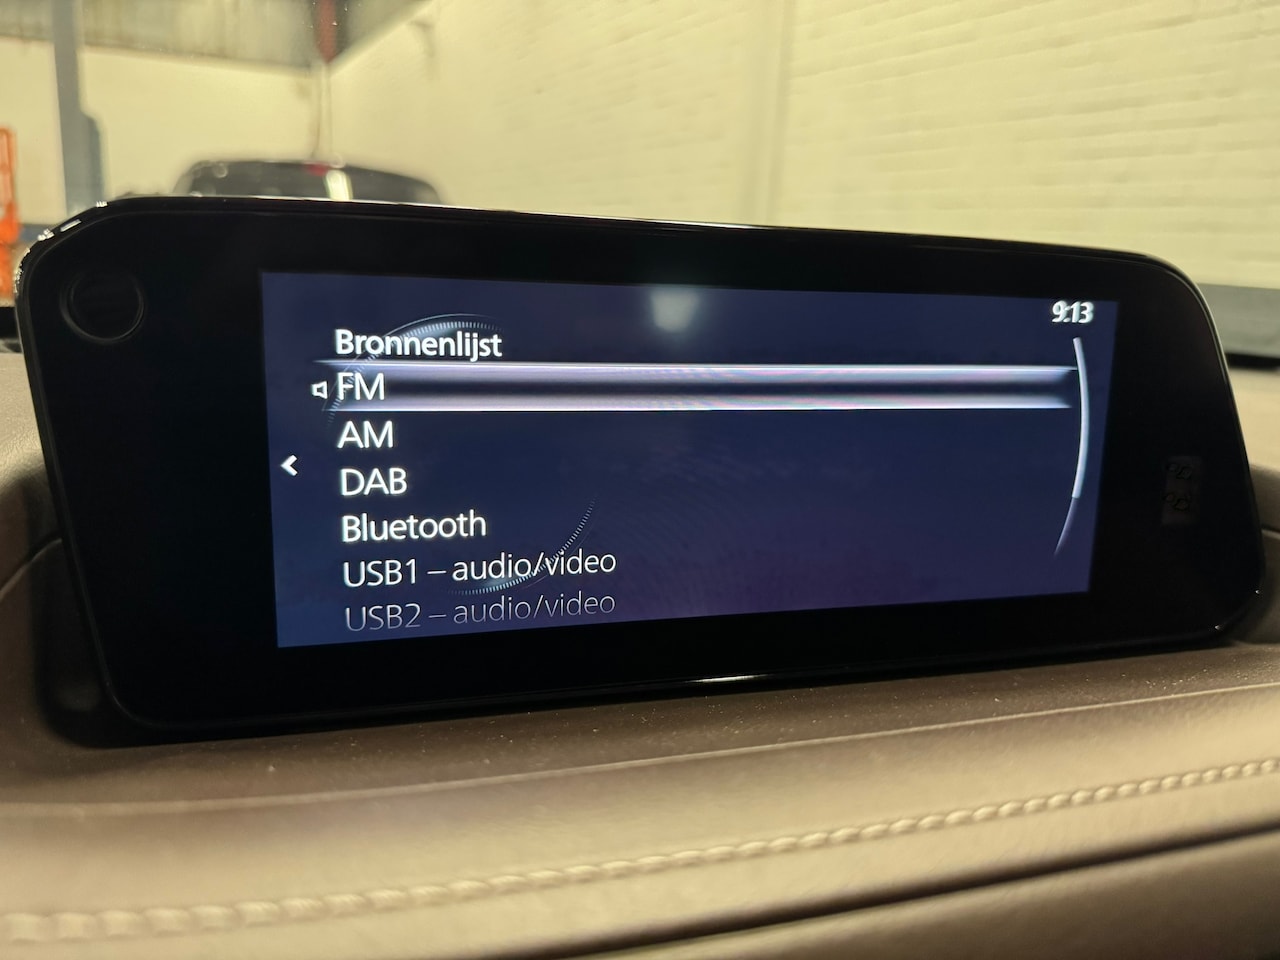 9:13
Bronnenlijst
FM
AM
DAB
Bluetooth
USB1 – audio/video
USB2 – audio/video